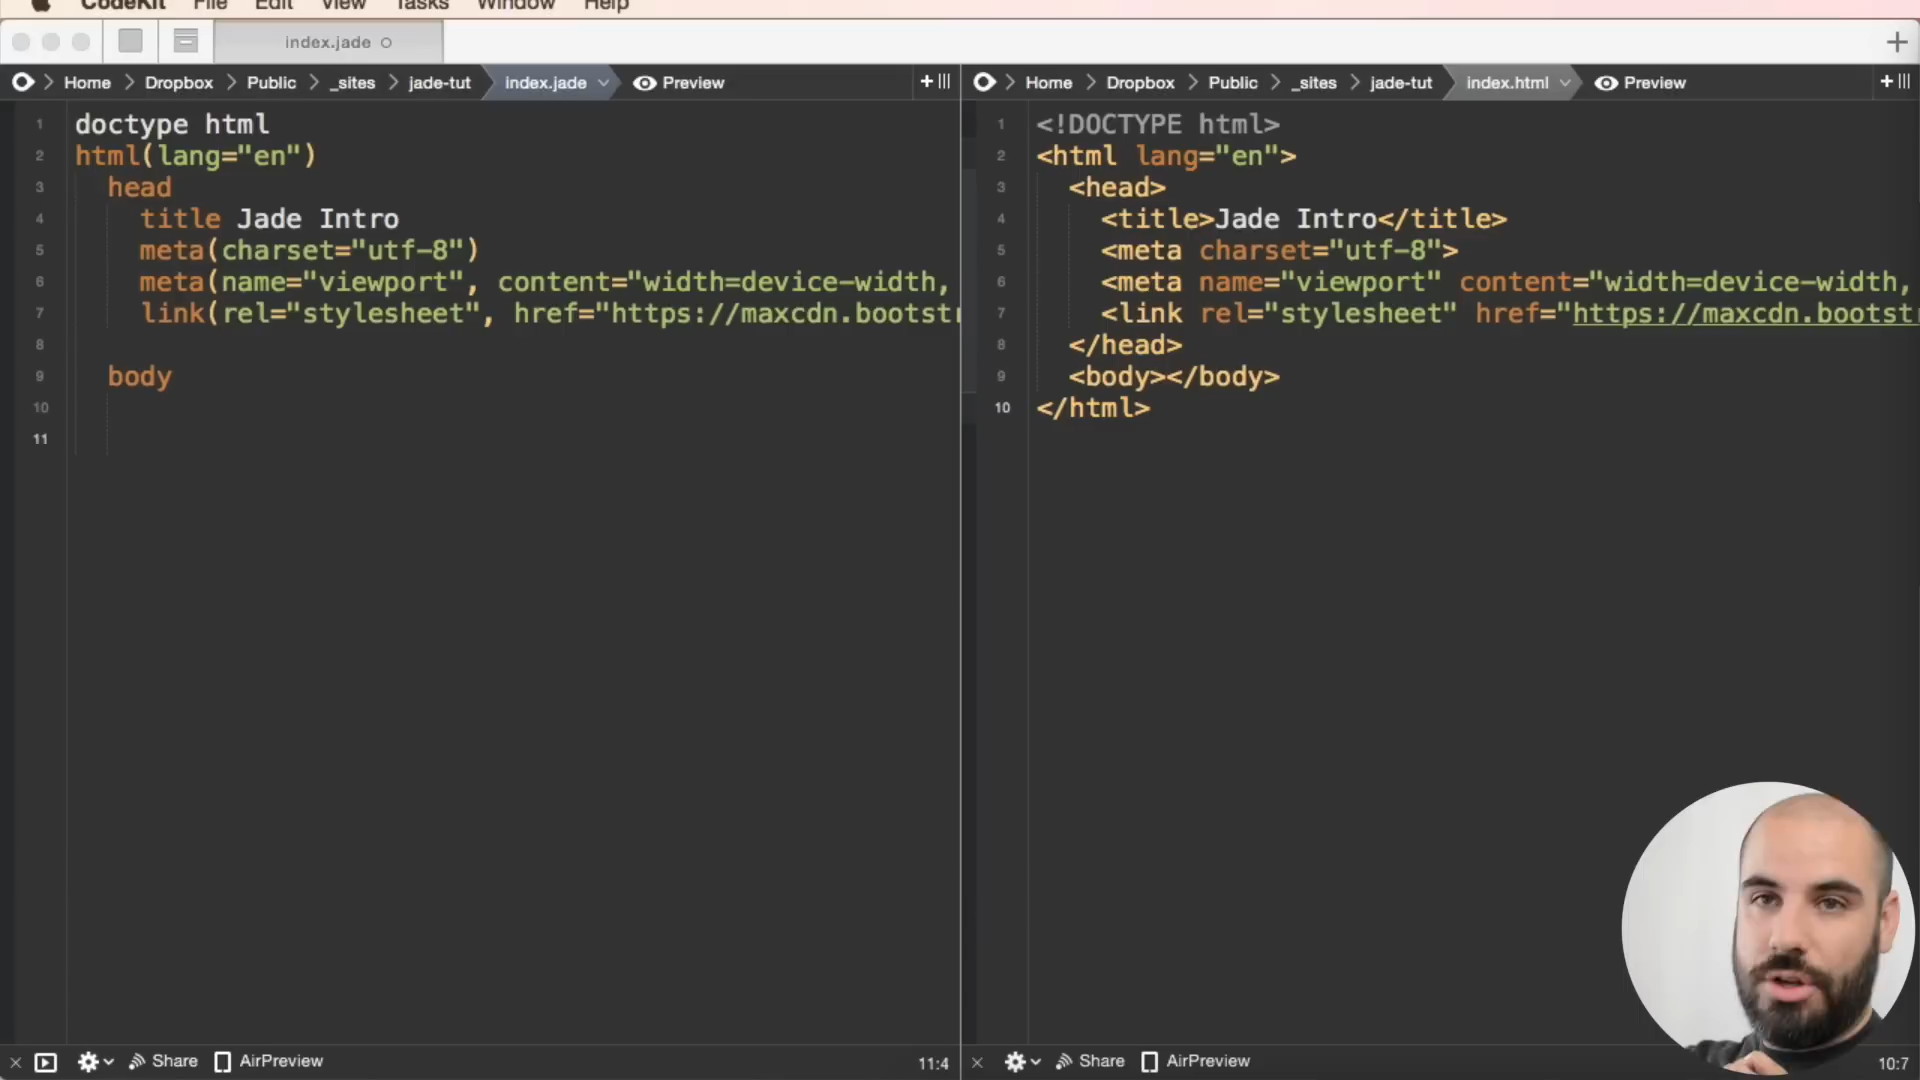 CodeKit File Edit View Tasks Window Help
index.jade
Home Dropbox Public _sites jade-tut index.jade Preview
1 doctype html
2 html(lang="en")
3 head
4 title Jade Intro
5 meta(charset="utf-8")
6 meta(name="viewport", content="width=device-width,
7 link(rel="stylesheet", href="https://maxcdn.bootstr
8
9 body
10
11
Share AirPreview 11:4
Home Dropbox Public _sites jade-tut index.html Preview
1 <!DOCTYPE html>
2 <html lang="en">
3 <head>
4 <title>Jade Intro</title>
5 <meta charset="utf-8">
6 <meta name="viewport" content="width=device-width,
7 <link rel="stylesheet" href="https://maxcdn.bootst
8 </head>
9 <body></body>
10 </html>
Share AirPreview 10:7